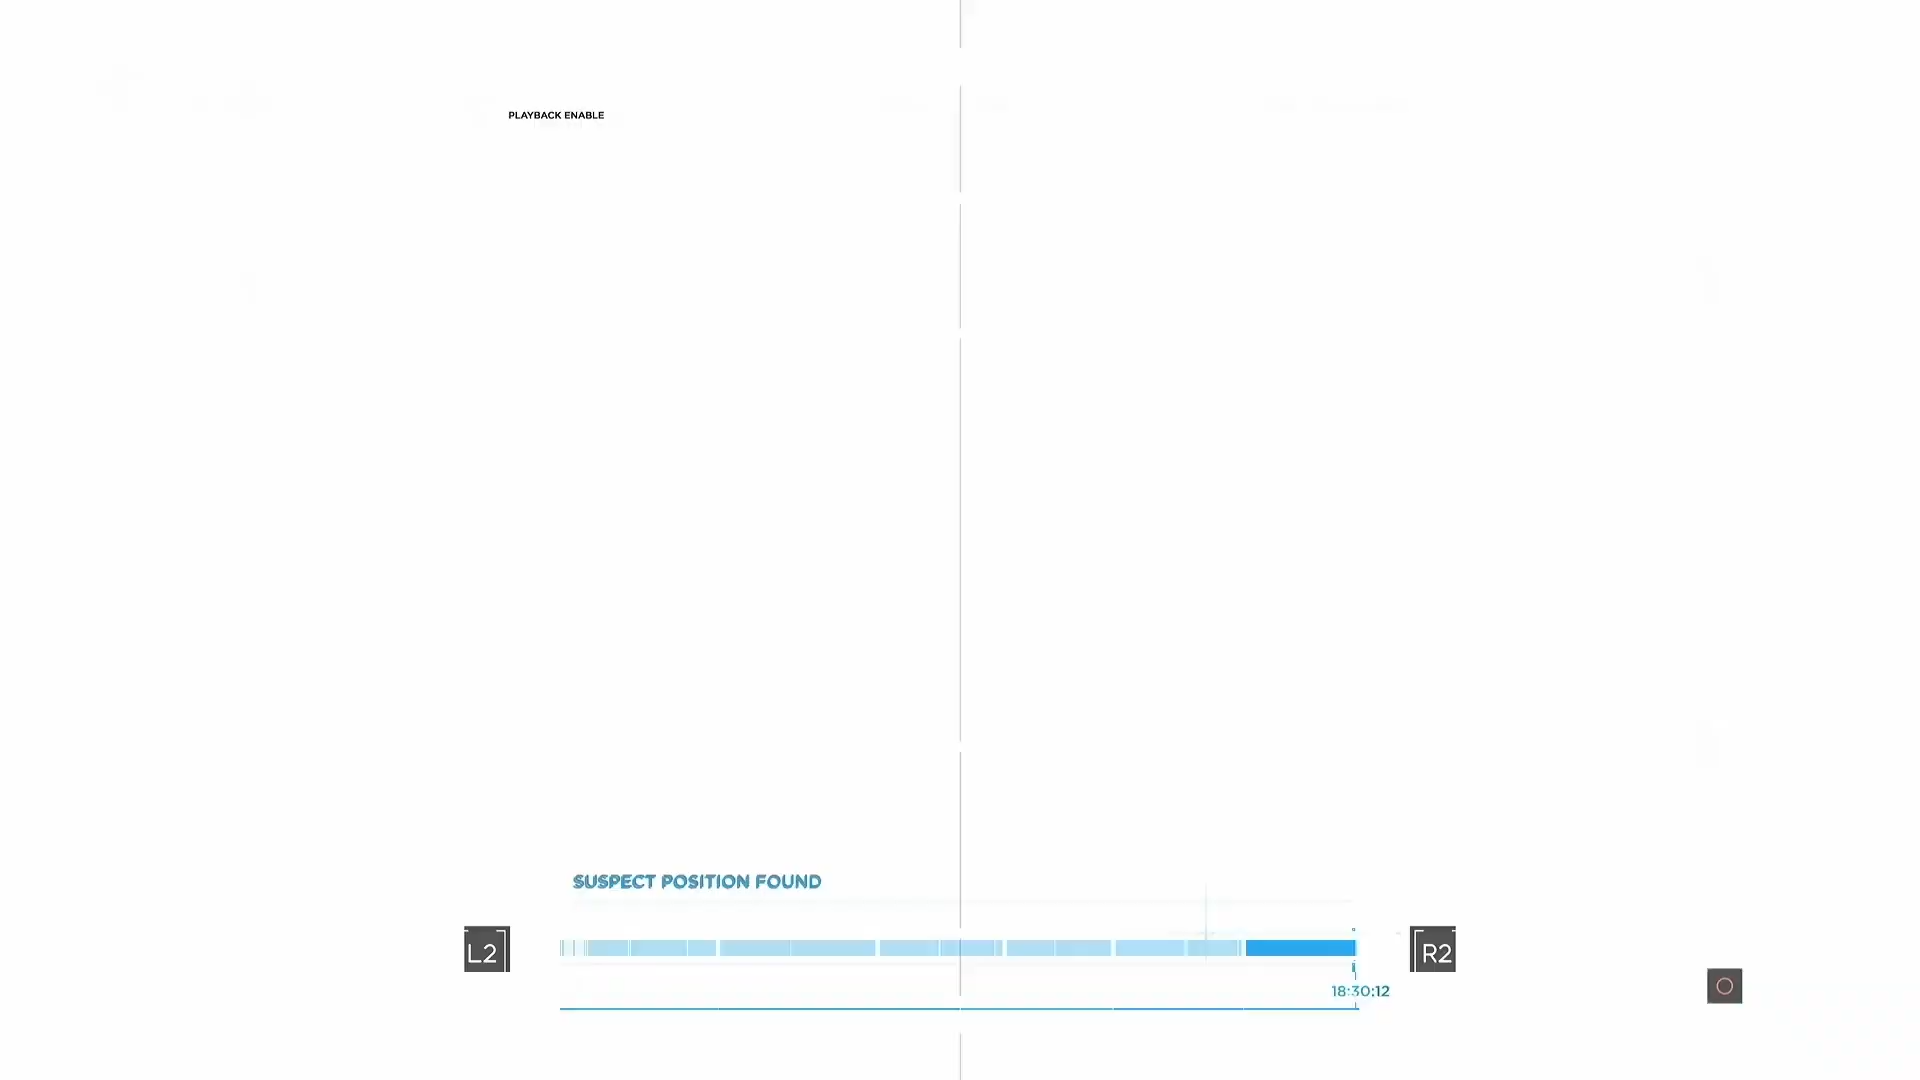 PLAYBACK ENABLE
SUSPECT POSITION FOUND
L2
R2
18:30:12